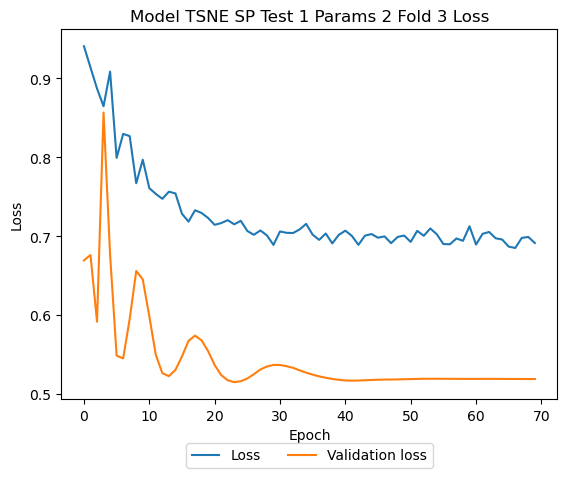 Model TSNE SP Test 1 Params 2 Fold 3 Loss
Loss
0.9
0.8
0.7
0.6
0.5
0 10 20 30 40 50 60 70
Epoch
Loss Validation loss